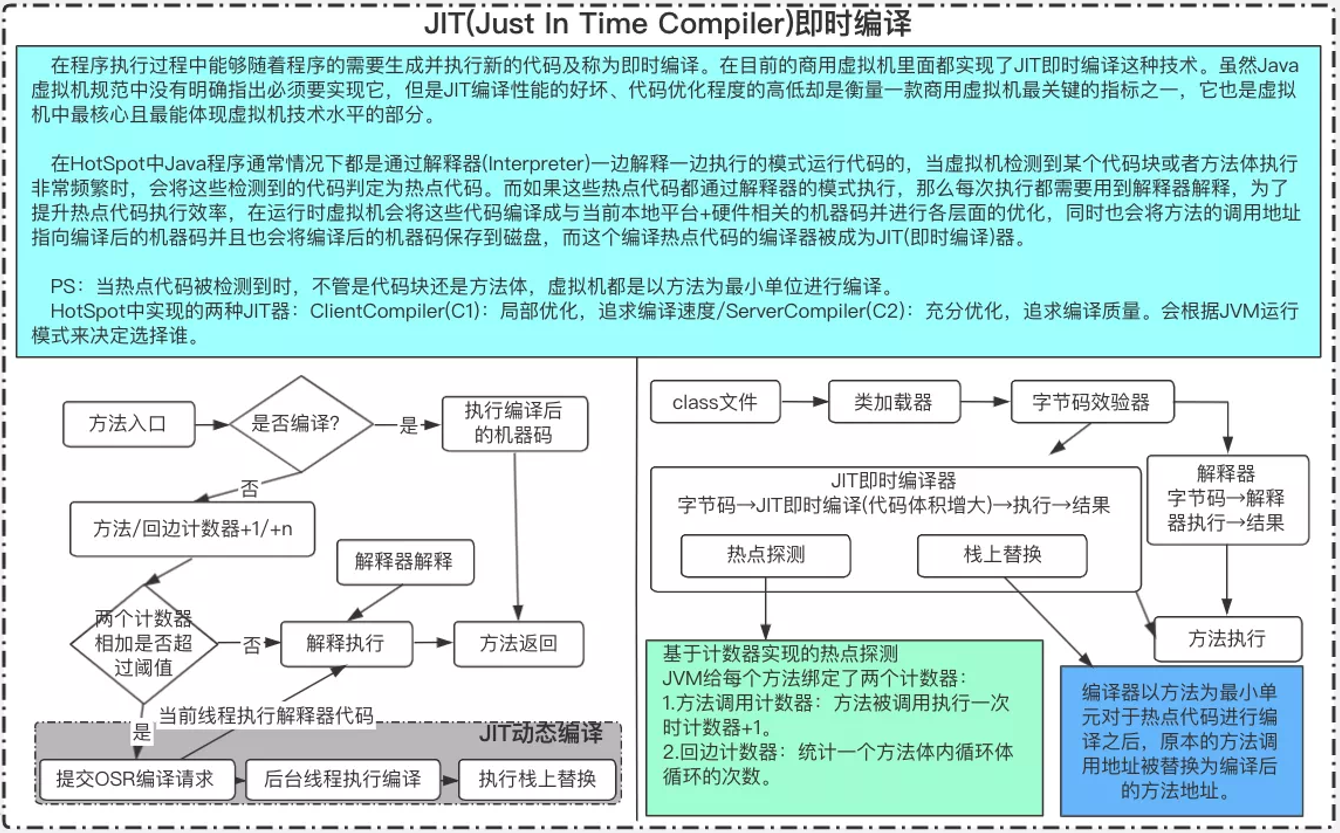 JIT(Just In Time Compiler)即时编译
在程序执行过程中能够随着程序的需要生成并执行新的代码及称为即时编译。在目前的商用虚拟机里面都实现了JIT即时编译这种技术。虽然Java
虚拟机规范中没有明确指出必须要实现它，但是JIT编译性能的好坏、代码优化程度的高低却是衡量一款商用虚拟机最关键的指标之一，它也是虚拟
机中最核心且最能体现虚拟机技术水平的部分。
在HotSpot中Java程序通常情况下都是通过解释器(Interpreter)一边解释一边执行的模式运行代码的，当虚拟机检测到某个代码块或者方法体执行
非常频繁时，会将这些检测到的代码判定为热点代码。而如果这些热点代码都通过解释器的模式执行，那么每次执行都需要用到解释器解释，为了
提升热点代码执行效率，在运行时虚拟机会将这些代码编译成与当前本地平台+硬件相关的机器码并进行各层面的优化，同时也会将方法的调用地址
指向编译后的机器码并且也会将编译后的机器码保存到磁盘，而这个编译热点代码的编译器被成为JIT(即时编译)器。
PS：当热点代码被检测到时，不管是代码块还是方法体，虚拟机都是以方法为最小单位进行编译。
HotSpot中实现的两种JIT器：ClientCompiler(C1)：局部优化，追求编译速度/ServerCompiler(C2)：充分优化，追求编译质量。会根据JVM运行
模式来决定选择谁。
方法入口
是否编译？
是
执行编译后
的机器码
否
方法/回边计数器+1/+n
解释器解释
两个计数器
相加是否超
过阈值
否
解释执行
方法返回
当前线程执行解释器代码
是
JIT动态编译
提交OSR编译请求
后台线程执行编译
执行栈上替换
class文件
类加载器
字节码效验器
JIT即时编译器
字节码→JIT即时编译(代码体积增大)→执行→结果
热点探测
栈上替换
解释器
字节码→解释
器执行→结果
方法执行
基于计数器实现的热点探测
JVM给每个方法绑定了两个计数器：
1.方法调用计数器：方法被调用执行一次
时计数器+1。
2.回边计数器：统计一个方法体内循环体
循环的次数。
编译器以方法为最小单
元对于热点代码进行编
译之后，原本的方法调
用地址被替换为编译后
的方法地址。